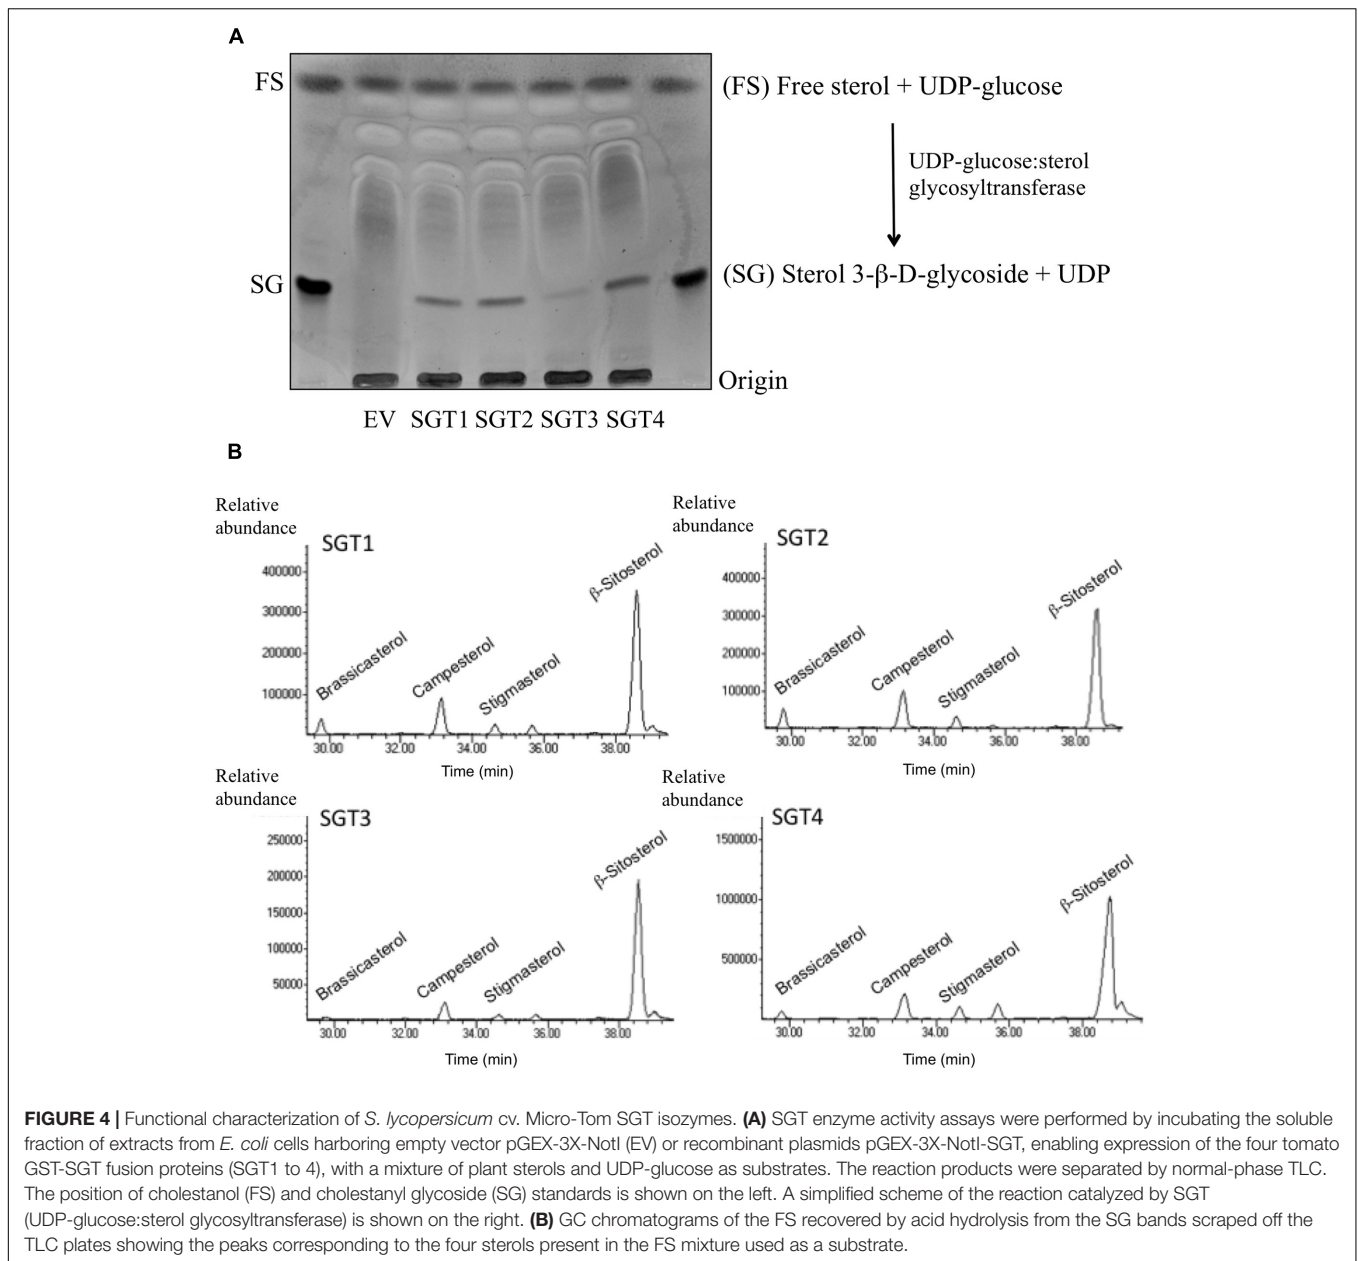 A
FS
(FS) Free sterol + UDP-glucose
UDP-glucose:sterol
glycosyltransferase
SG
(SG) Sterol 3-β-D-glycoside + UDP
Origin
EV SGT1 SGT2 SGT3 SGT4
B
Relative
abundance
SGT1
400000
300000
200000
100000
Brassicasterol
Campesterol
Stigmasterol
β-Sitosterol
30.00 32.00 34.00 36.00 38.00
Time (min)
Relative
abundance
SGT2
400000
300000
200000
100000
Brassicasterol
Campesterol
Stigmasterol
β-Sitosterol
30.00 32.00 34.00 36.00 38.00
Time (min)
Relative
abundance
SGT3
250000
200000
150000
100000
50000
Brassicasterol
Campesterol
Stigmasterol
β-Sitosterol
30.00 32.00 34.00 36.00 38.00
Time (min)
Relative
abundance
SGT4
1500000
1000000
500000
Brassicasterol
Campesterol
Stigmasterol
β-Sitosterol
30.00 32.00 34.00 36.00 38.00
Time (min)
FIGURE 4 | Functional characterization of S. lycopersicum cv. Micro-Tom SGT isozymes. (A) SGT enzyme activity assays were performed by incubating the soluble
fraction of extracts from E. coli cells harboring empty vector pGEX-3X-NotI (EV) or recombinant plasmids pGEX-3X-NotI-SGT, enabling expression of the four tomato
GST-SGT fusion proteins (SGT1 to 4), with a mixture of plant sterols and UDP-glucose as substrates. The reaction products were separated by normal-phase TLC.
The position of cholestanol (FS) and cholestanyl glycoside (SG) standards is shown on the left. A simplified scheme of the reaction catalyzed by SGT
(UDP-glucose:sterol glycosyltransferase) is shown on the right. (B) GC chromatograms of the FS recovered by acid hydrolysis from the SG bands scraped off the
TLC plates showing the peaks corresponding to the four sterols present in the FS mixture used as a substrate.